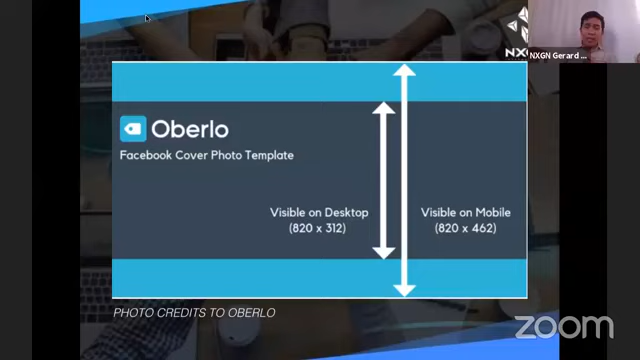 NXGN
NXGN Gerard ...
Oberlo
Facebook Cover Photo Template
Visible on Desktop
(820 x 312)
Visible on Mobile
(820 x 462)
PHOTO CREDITS TO OBERLO
zoom